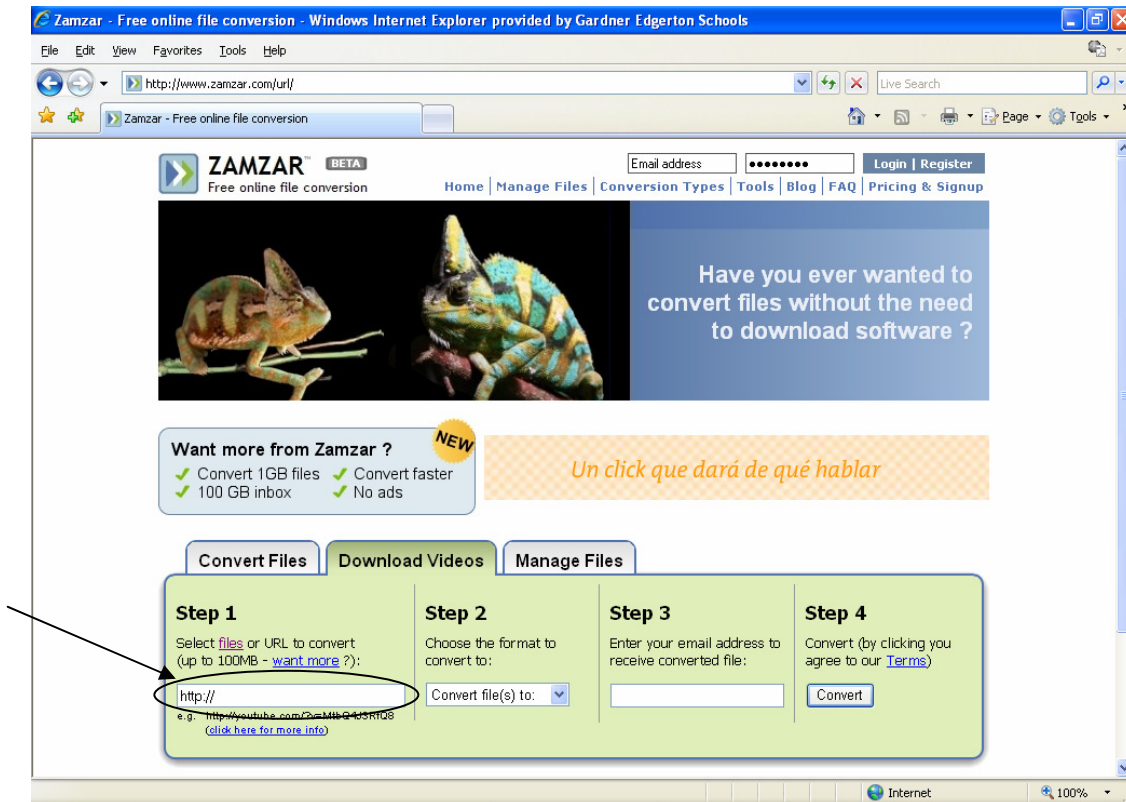 Zamzar - Free online file conversion - Windows Internet Explorer provided by Gardner Edgerton Schools
File Edit View Favorites Tools Help
http://www.zamzar.com/url/
Live Search
Zamzar - Free online file conversion
Page Tools
ZAMZAR™ BETA
Free online file conversion
Email address
Login | Register
Home | Manage Files | Conversion Types | Tools | Blog | FAQ | Pricing & Signup
Have you ever wanted to
convert files without the need
to download software ?
Want more from Zamzar ?
NEW
Convert 1GB files Convert faster
100 GB inbox No ads
Un click que dará de qué hablar
Convert Files Download Videos Manage Files
Step 1
Select files or URL to convert
(up to 100MB - want more ?):
http://
e.g.
(click here for more info)
Step 2
Choose the format to
convert to:
Convert file(s) to:
Step 3
Enter your email address to
receive converted file:
Step 4
Convert (by clicking you
agree to our Terms)
Convert
Internet 100%